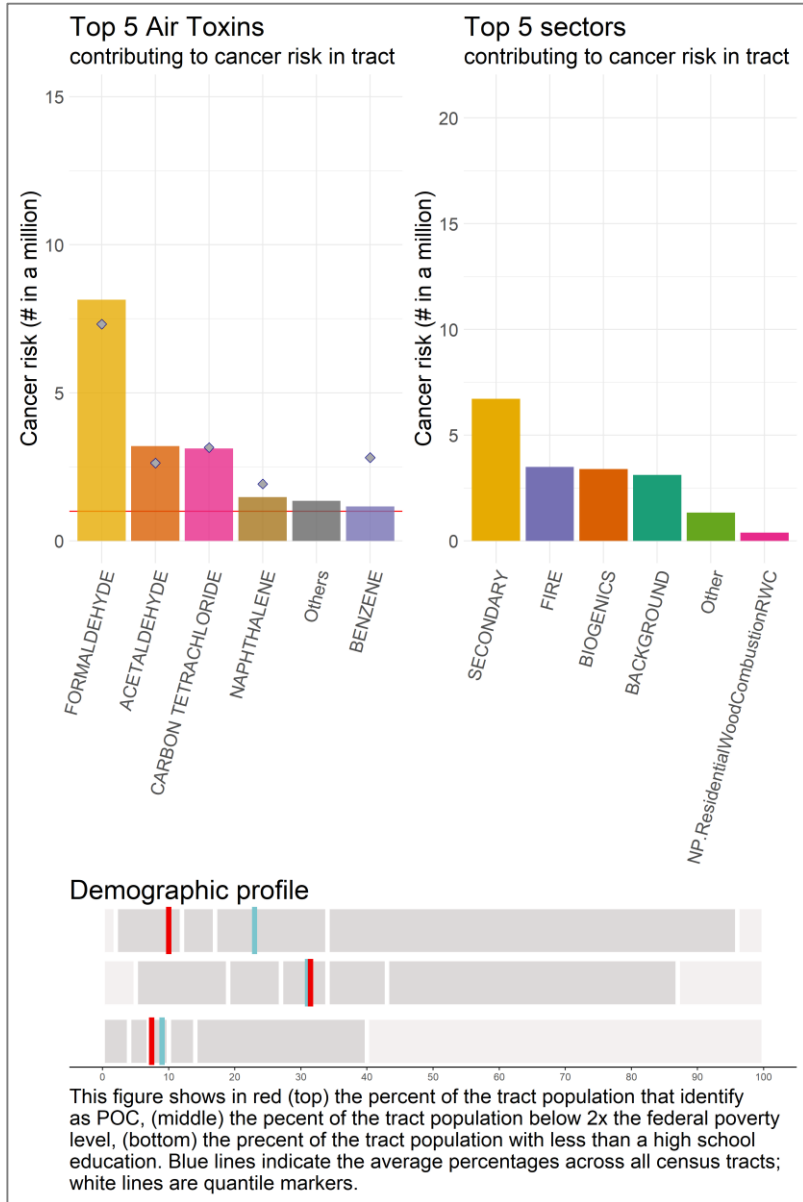 Top 5 Air Toxins
contributing to cancer risk in tract
Cancer risk (# in a million)
15
10
5
0
FORMALDEHYDE
ACETALDEHYDE
CARBON TETRACHLORIDE
NAPHTHALENE
Others
BENZENE
Top 5 sectors
contributing to cancer risk in tract
Cancer risk (# in a million)
20
15
10
5
0
SECONDARY
FIRE
BIOGENICS
BACKGROUND
Other
NP.ResidentialWoodCombustionRWC
Demographic profile
0 10 20 30 40 50 60 70 80 90 100
This figure shows in red (top) the percent of the tract population that identify
as POC, (middle) the pecent of the tract population below 2x the federal poverty
level, (bottom) the precent of the tract population with less than a high school
education. Blue lines indicate the average percentages across all census tracts;
white lines are quantile markers.